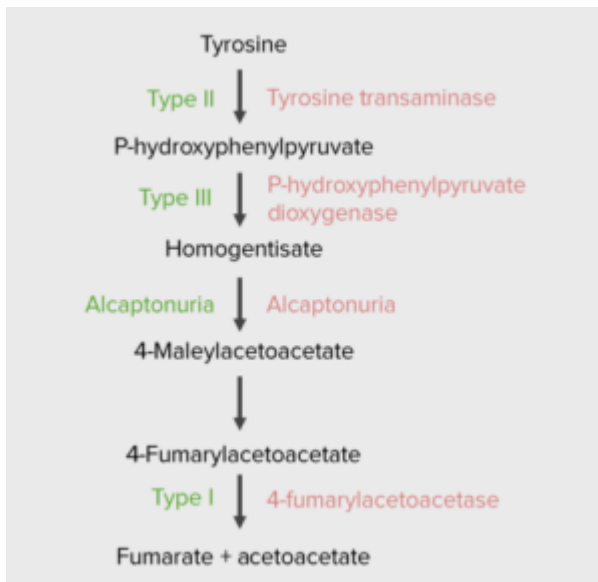 Tyrosine
Type II Tyrosine transaminase
P-hydroxyphenylpyruvate
Type III P-hydroxyphenylpyruvate
dioxygenase
Homogentisate
Alcaptonuria Alcaptonuria
4-Maleylacetoacetate
4-Fumarylacetoacetate
Type I 4-fumarylacetoacetase
Fumarate + acetoacetate